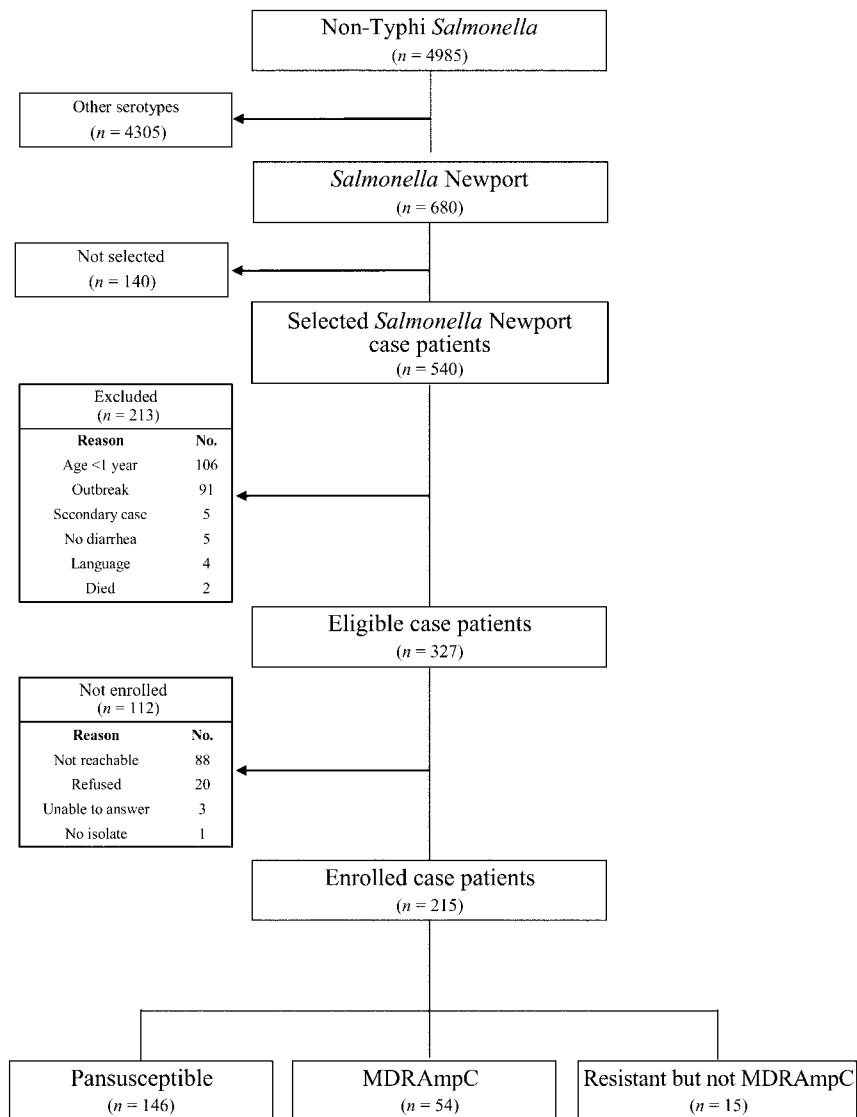 Non-Typhi Salmonella
(n = 4985)
Other serotypes
(n = 4305)
Salmonella Newport
(n = 680)
Not selected
(n = 140)
Selected Salmonella Newport
case patients
(n = 540)
Excluded
(n = 213)
Reason No.
Age <1 year 106
Outbreak 91
Secondary case 5
No diarrhea 5
Language 4
Died 2
Eligible case patients
(n = 327)
Not enrolled
(n = 112)
Reason No.
Not reachable 88
Refused 20
Unable to answer 3
No isolate 1
Enrolled case patients
(n = 215)
Pansusceptible
(n = 146)
MDRAmpC
(n = 54)
Resistant but not MDRAmpC
(n = 15)